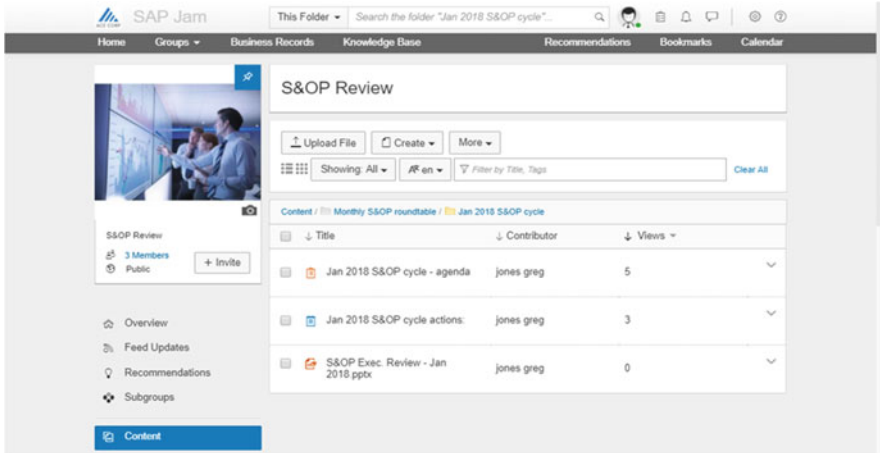 SAP Jam
This Folder
Search the folder "Jan 2018 S&OP cycle"...
Home Groups Business Records Knowledge Base Recommendations Bookmarks Calendar
S&OP Review
Upload File Create More
Showing: All en Filter by Title, Tags Clear All
Content / Monthly S&OP roundtable / Jan 2018 S&OP cycle
Title Contributor Views
Jan 2018 S&OP cycle - agenda jones greg 5
Jan 2018 S&OP cycle actions: jones greg 3
S&OP Exec. Review - Jan
2018.pptx jones greg 0
S&OP Review
3 Members
Public
+ Invite
Overview
Feed Updates
Recommendations
Subgroups
Content